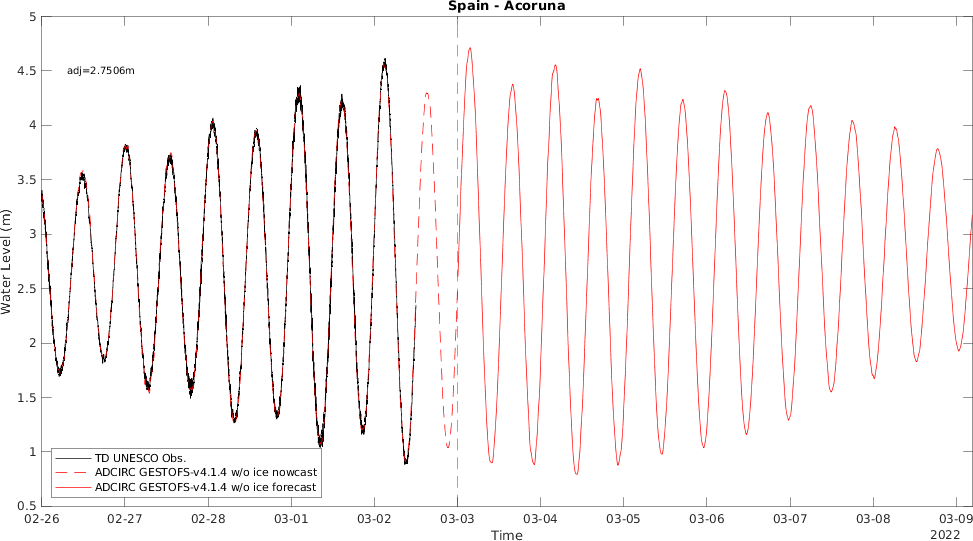 Spain - Acoruna
adj=2.7506m
5
4.5
4
3.5
3
2.5
2
1.5
1
0.5
Water Level (m)
TD UNESCO Obs.
ADCIRC GESTOFS-v4.1.4 w/o ice nowcast
ADCIRC GESTOFS-v4.1.4 w/o ice forecast
02-26 02-27 02-28 03-01 03-02 03-03 03-04 03-05 03-06 03-07 03-08 03-09
2022
Time